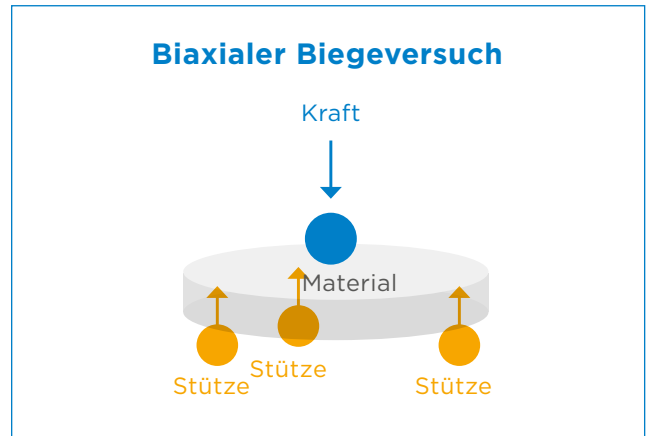 Biaxialer Biegeversuch
Kraft
Material
Stütze
Stütze
Stütze